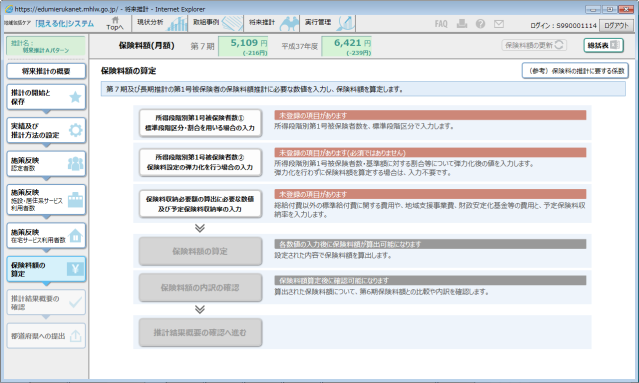 https://edumierukanet.mhlw.go.jp/ - 将来推計 - Internet Explorer
地域包括ケア「見える化」システム
Topへ
現状分析
取組事例
将来推計
実行管理
FAQ
ログイン：S990001114
ログアウト
推計名：
将来推計Aパターン
保険料額(月額)
第7期
5,109 円
(-216円)
平成37年度
6,421 円
(-239円)
保険料額の更新
総括表
将来推計の概要
推計の開始と
保存
実績及び
推計方法の設定
施策反映
認定者数
施策反映
施設・居住系サービス
利用者数
施策反映
在宅サービス利用者数
保険料額の
算定
推計結果概要の
確認
都道府県への提出
保険料額の算定
(参考) 保険料の推計に要する係数
第7期及び長期推計の第1号被保険者の保険料額推計に必要な数値を入力し、保険料額を算定します。
所得段階別第1号被保険者数①
標準段階区分・割合を用いる場合の入力
未登録の項目があります
所得段階別第1号被保険者数を、標準段階区分で入力します。
所得段階別第1号被保険者数②
保険料設定の弾力化を行う場合の入力
未登録の項目があります(必須ではありません)
所得段階別第1号被保険者数・基準額に対する割合等について弾力化後の値を入力します。
弾力化を行わずに保険料額を算定する場合は、入力不要です。
保険料収納必要額の算出に必要な数値
及び予定保険料収納率の入力
未登録の項目があります
総給付費以外の標準給付費に関する費用や、地域支援事業費、財政安定化基金等の費用と、予定保険料収
納率を入力します。
保険料額の算定
各数値の入力後に保険料額が算出可能になります
設定された内容で保険料額を算出します。
保険料額の内訳の確認
保険料額算定後に確認可能になります
算出された保険料額について、第6期保険料額との比較や内訳を確認します。
推計結果概要の確認へ進む